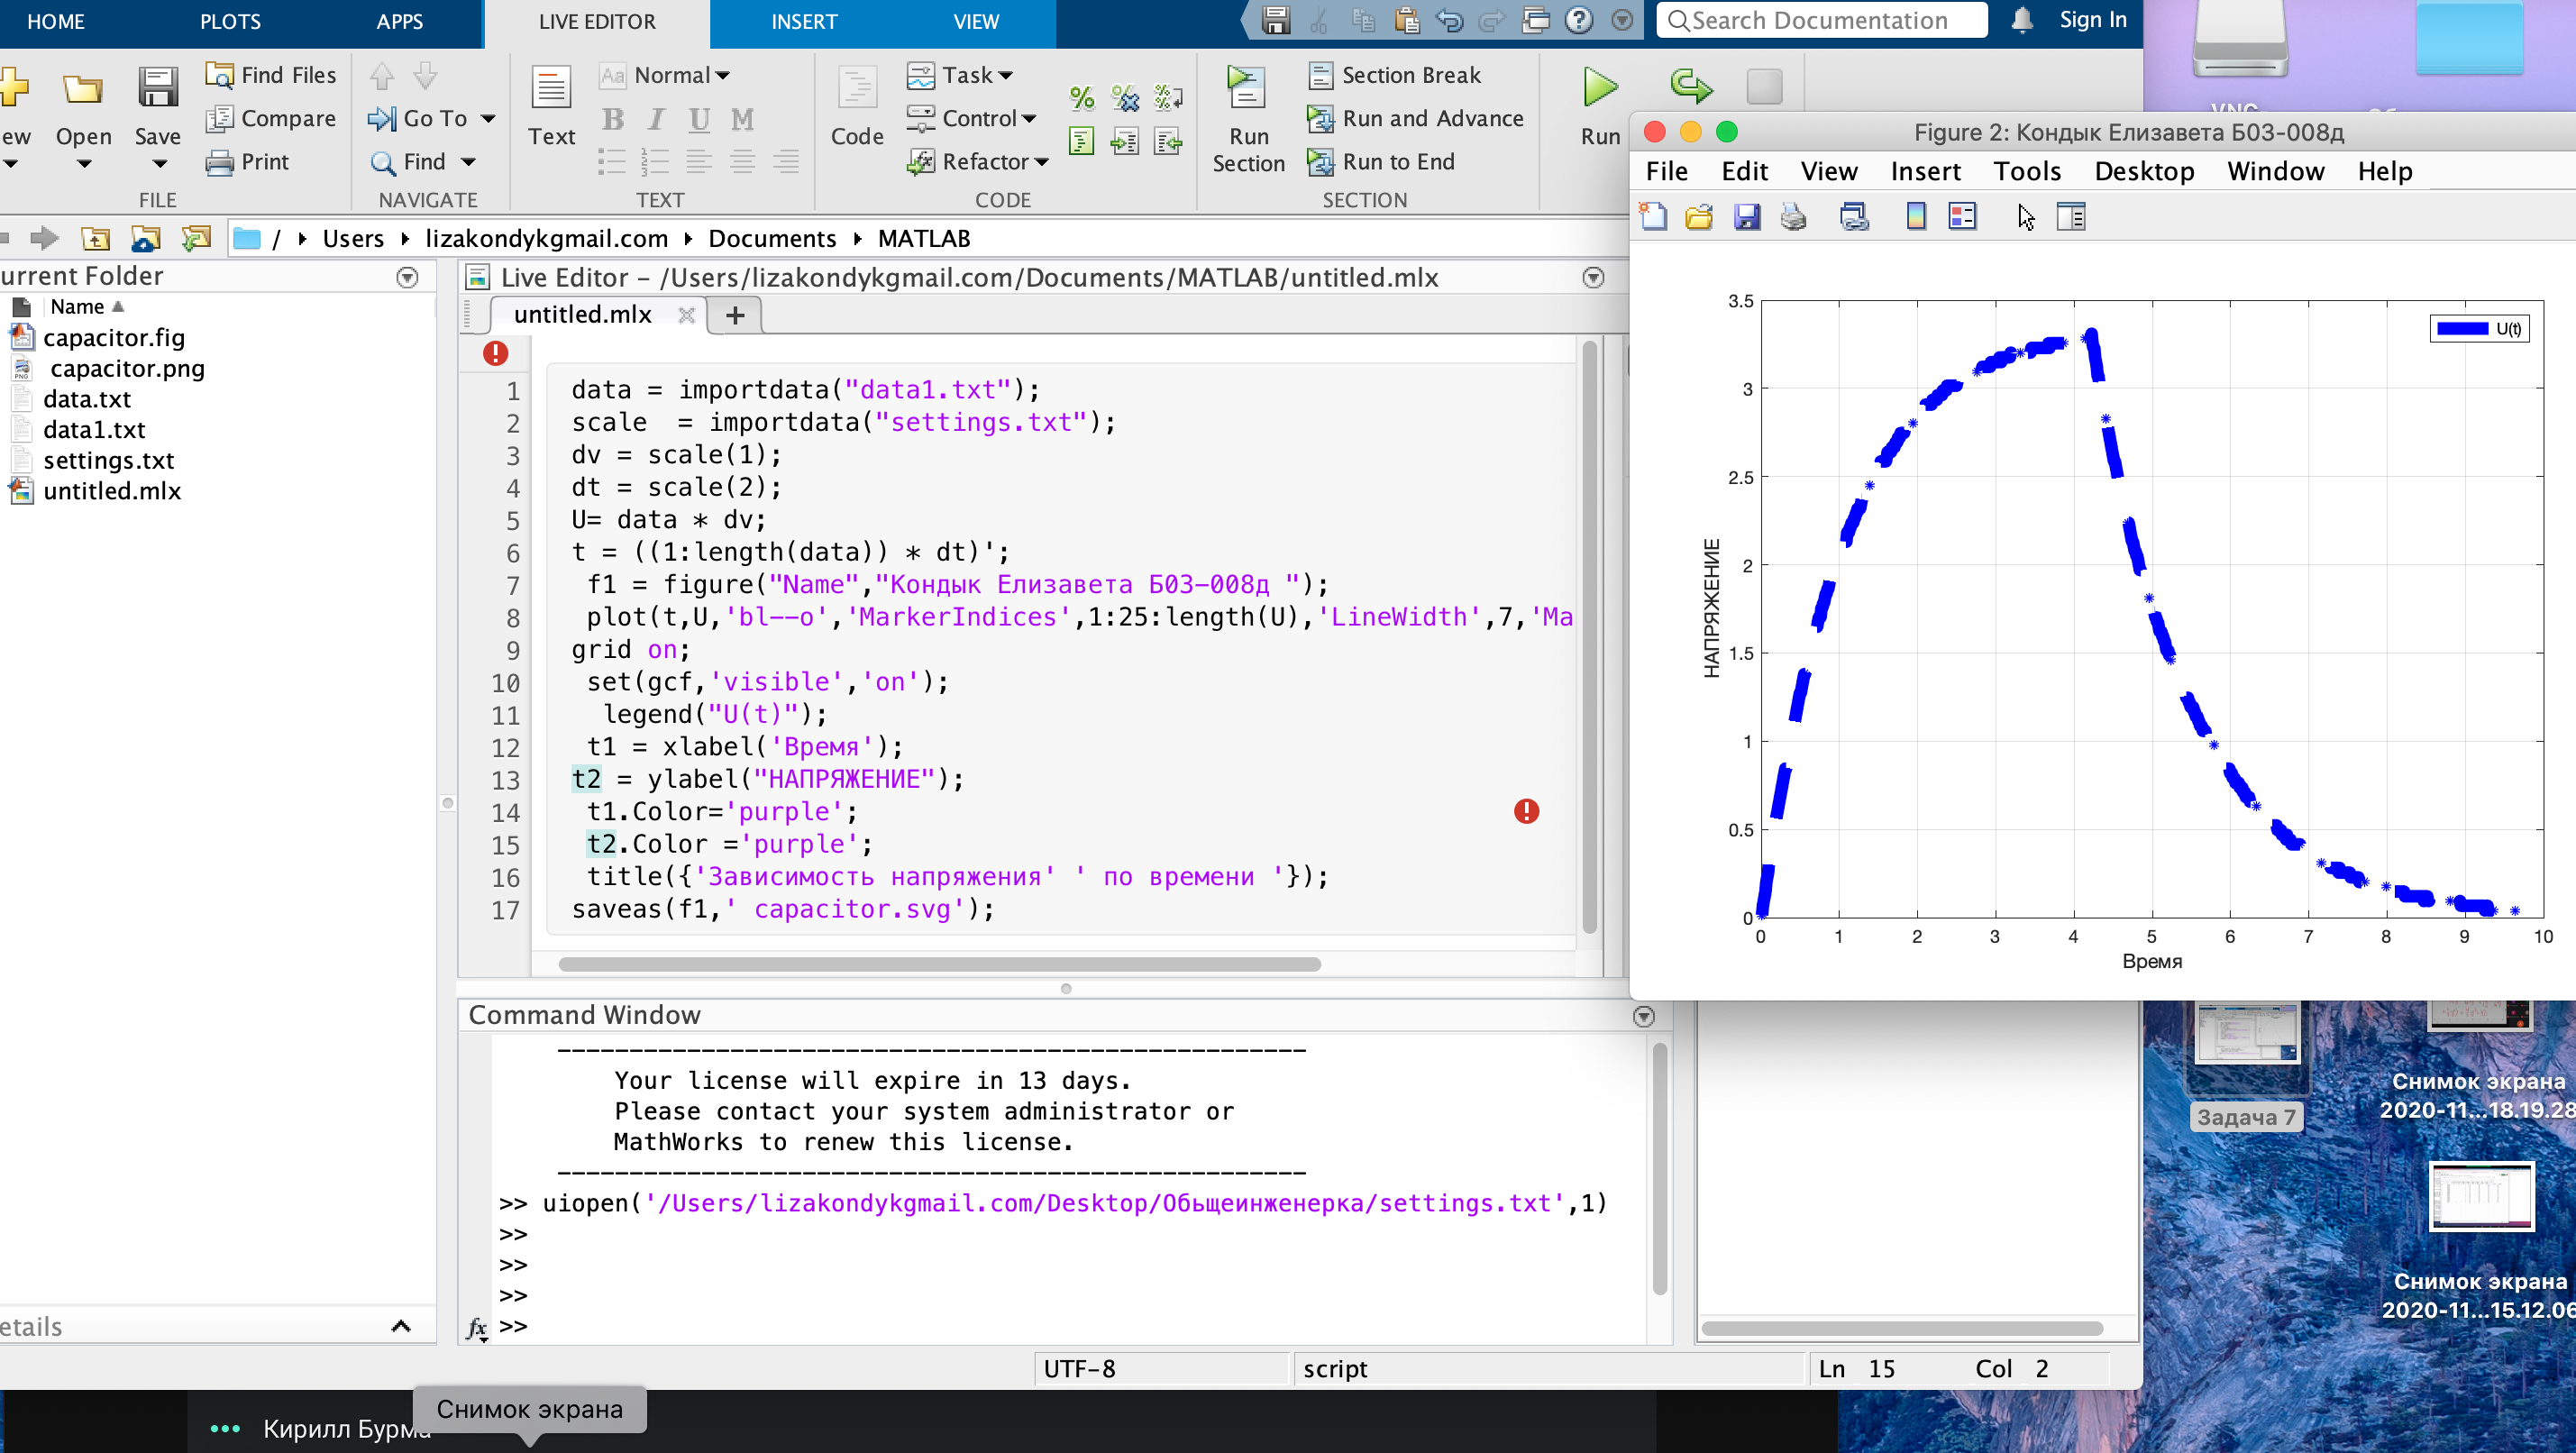 HOME PLOTS APPS LIVE EDITOR INSERT VIEW Search Documentation Sign In
Find Files
Compare
Print
Open
Save
FILE
Go To
Find
NAVIGATE
Text
Aa Normal
B I U M
TEXT
Code
Task
Control
Refactor
CODE
Run Section
Section Break
Run and Advance
Run to End
SECTION
Run
/ Users lizakondykgmail.com Documents MATLAB
urrent Folder
Name
capacitor.fig
capacitor.png
data.txt
data1.txt
settings.txt
untitled.mlx
etails
Live Editor - /Users/lizakondykgmail.com/Documents/MATLAB/untitled.mlx
untitled.mlx
1 data = importdata("data1.txt");
2 scale  = importdata("settings.txt");
3 dv = scale(1);
4 dt = scale(2);
5 U= data * dv;
6 t = ((1:length(data)) * dt)';
7 f1 = figure("Name","Кондык Елизавета Б03-008д ");
8 plot(t,U,'bl--o','MarkerIndices',1:25:length(U),'LineWidth',7,'Ma
9 grid on;
10 set(gcf,'visible','on');
11 legend("U(t)");
12 t1 = xlabel('Время');
13 t2 = ylabel("НАПРЯЖЕНИЕ");
14 t1.Color='purple';
15 t2.Color ='purple';
16 title({'Зависимость напряжения' ' по времени '});
17 saveas(f1,' capacitor.svg');
Command Window
Your license will expire in 13 days.
Please contact your system administrator or
MathWorks to renew this license.
>> uiopen('/Users/lizakondykgmail.com/Desktop/Обьщеинженерка/settings.txt',1)
>>
>>
>>
fx >>
UTF-8 script Ln 15 Col 2
Figure 2: Кондык Елизавета Б03-008д
File Edit View Insert Tools Desktop Window Help
U(t)
НАПРЯЖЕНИЕ
3.5
3
2.5
2
1.5
1
0.5
0
0 1 2 3 4 5 6 7 8 9 10
Время
Задача 7
Снимок экрана
2020-11...18.19.28
Снимок экрана
2020-11...15.12.06
Кирилл Бурма
Снимок экрана